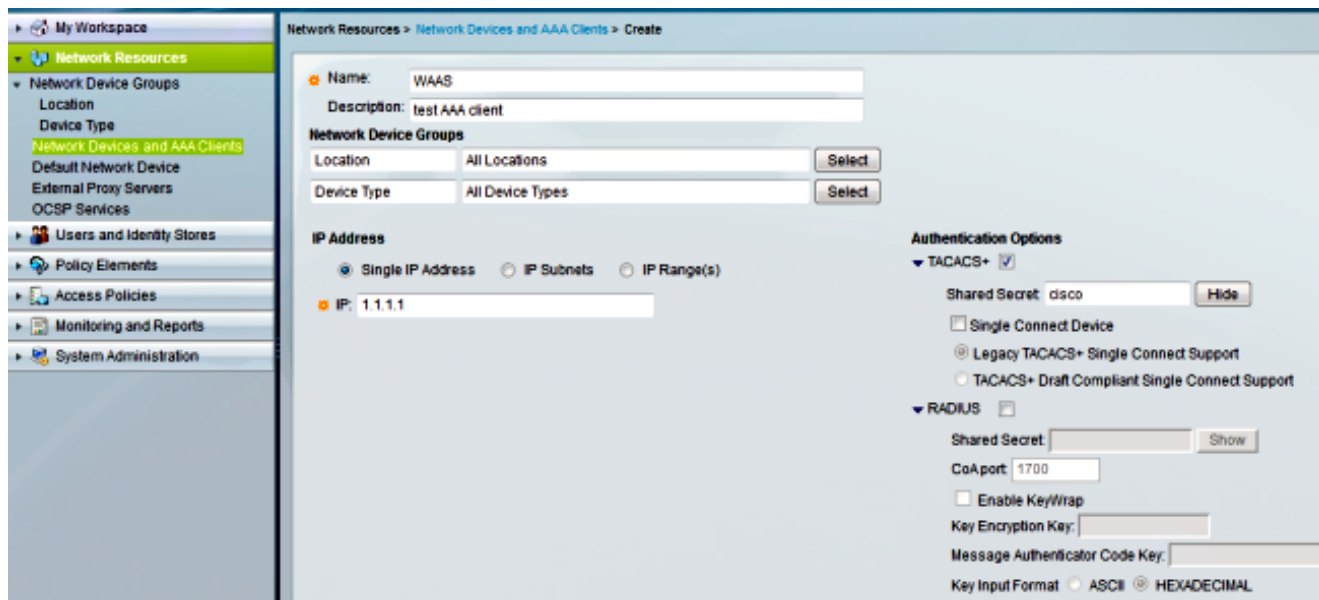 My Workspace
Network Resources
Network Device Groups
Location
Device Type
Network Devices and AAA Clients
Default Network Device
External Proxy Servers
OCSP Services
Users and Identity Stores
Policy Elements
Access Policies
Monitoring and Reports
System Administration
Network Resources > Network Devices and AAA Clients > Create
Name: WAAS
Description: test AAA client
Network Device Groups
Location All Locations Select
Device Type All Device Types Select
IP Address
Single IP Address IP Subnets IP Range(s)
IP: 1.1.1.1
Authentication Options
TACACS+
Shared Secret: cisco Hide
Single Connect Device
Legacy TACACS+ Single Connect Support
TACACS+ Draft Compliant Single Connect Support
RADIUS
Shared Secret: Show
CoA port: 1700
Enable KeyWrap
Key Encryption Key:
Message Authenticator Code Key:
Key Input Format ASCII HEXADECIMAL